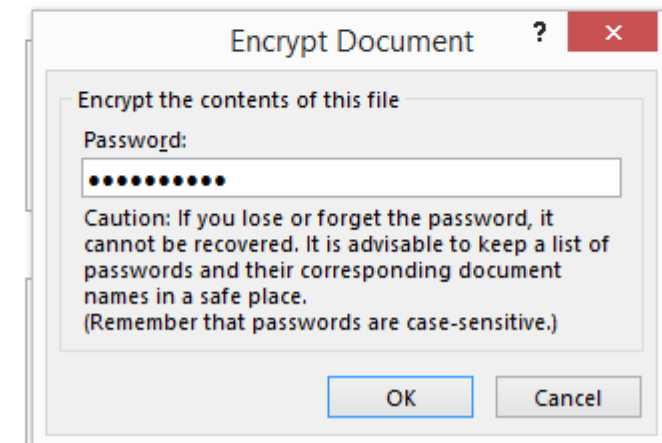 Encrypt Document ? ×
Encrypt the contents of this file
Password:
••••••••••
Caution: If you lose or forget the password, it
cannot be recovered. It is advisable to keep a list of
passwords and their corresponding document
names in a safe place.
(Remember that passwords are case-sensitive.)
OK Cancel